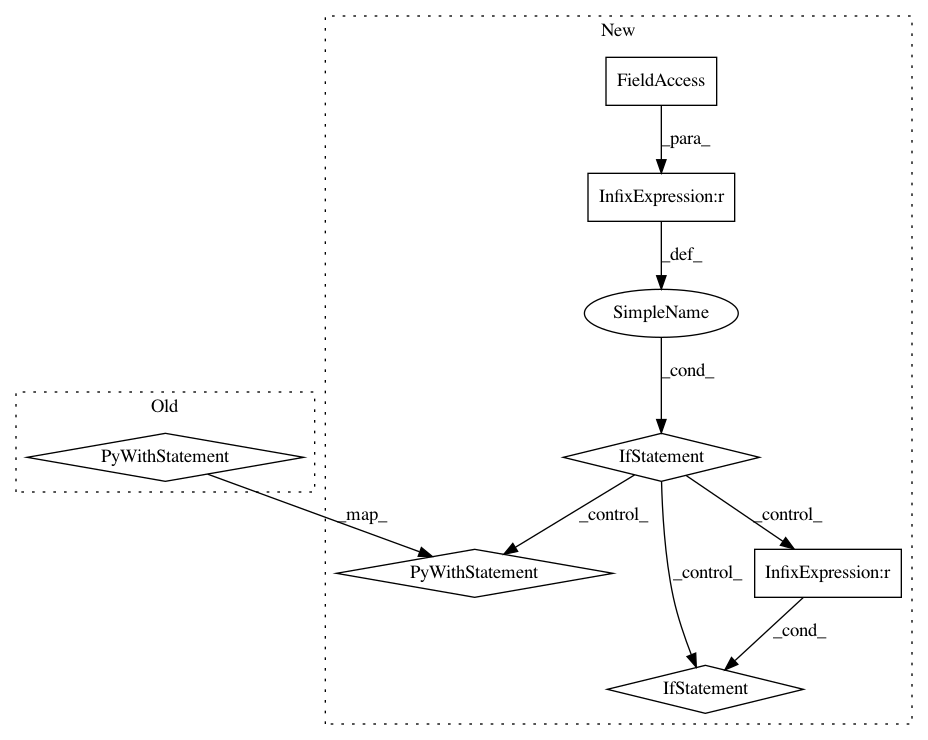 New
FieldAccess
_para_
InfixExpression:r
_def_
SimpleName
_cond_
Old
PyWithStatement
IfStatement
_map_
_control_
_control_
PyWithStatement
_control_
InfixExpression:r
_cond_
IfStatement